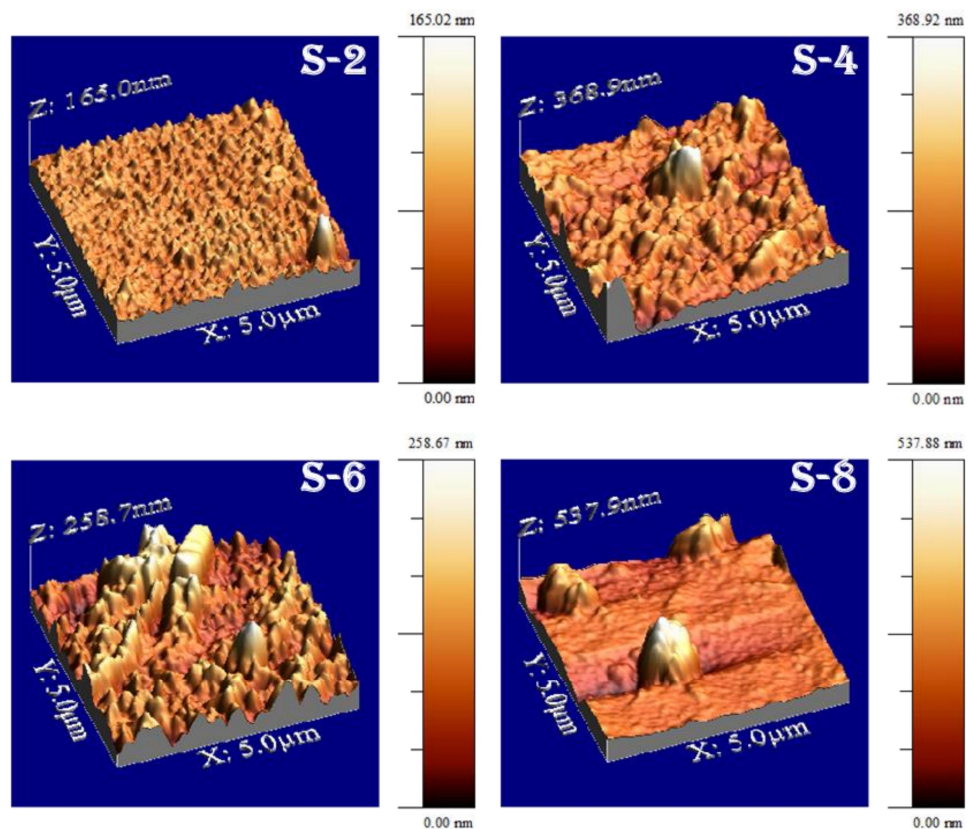 165.02 nm
S-2
Z: 165.0nm
Y: 5.0μm
X: 5.0μm
0.00 nm
368.92 nm
S-4
Z: 368.9nm
Y: 5.0μm
X: 5.0μm
0.00 nm
258.67 nm
S-6
Z: 258.7nm
Y: 5.0μm
X: 5.0μm
0.00 nm
537.88 nm
S-8
Z: 537.9nm
Y: 5.0μm
X: 5.0μm
0.00 nm